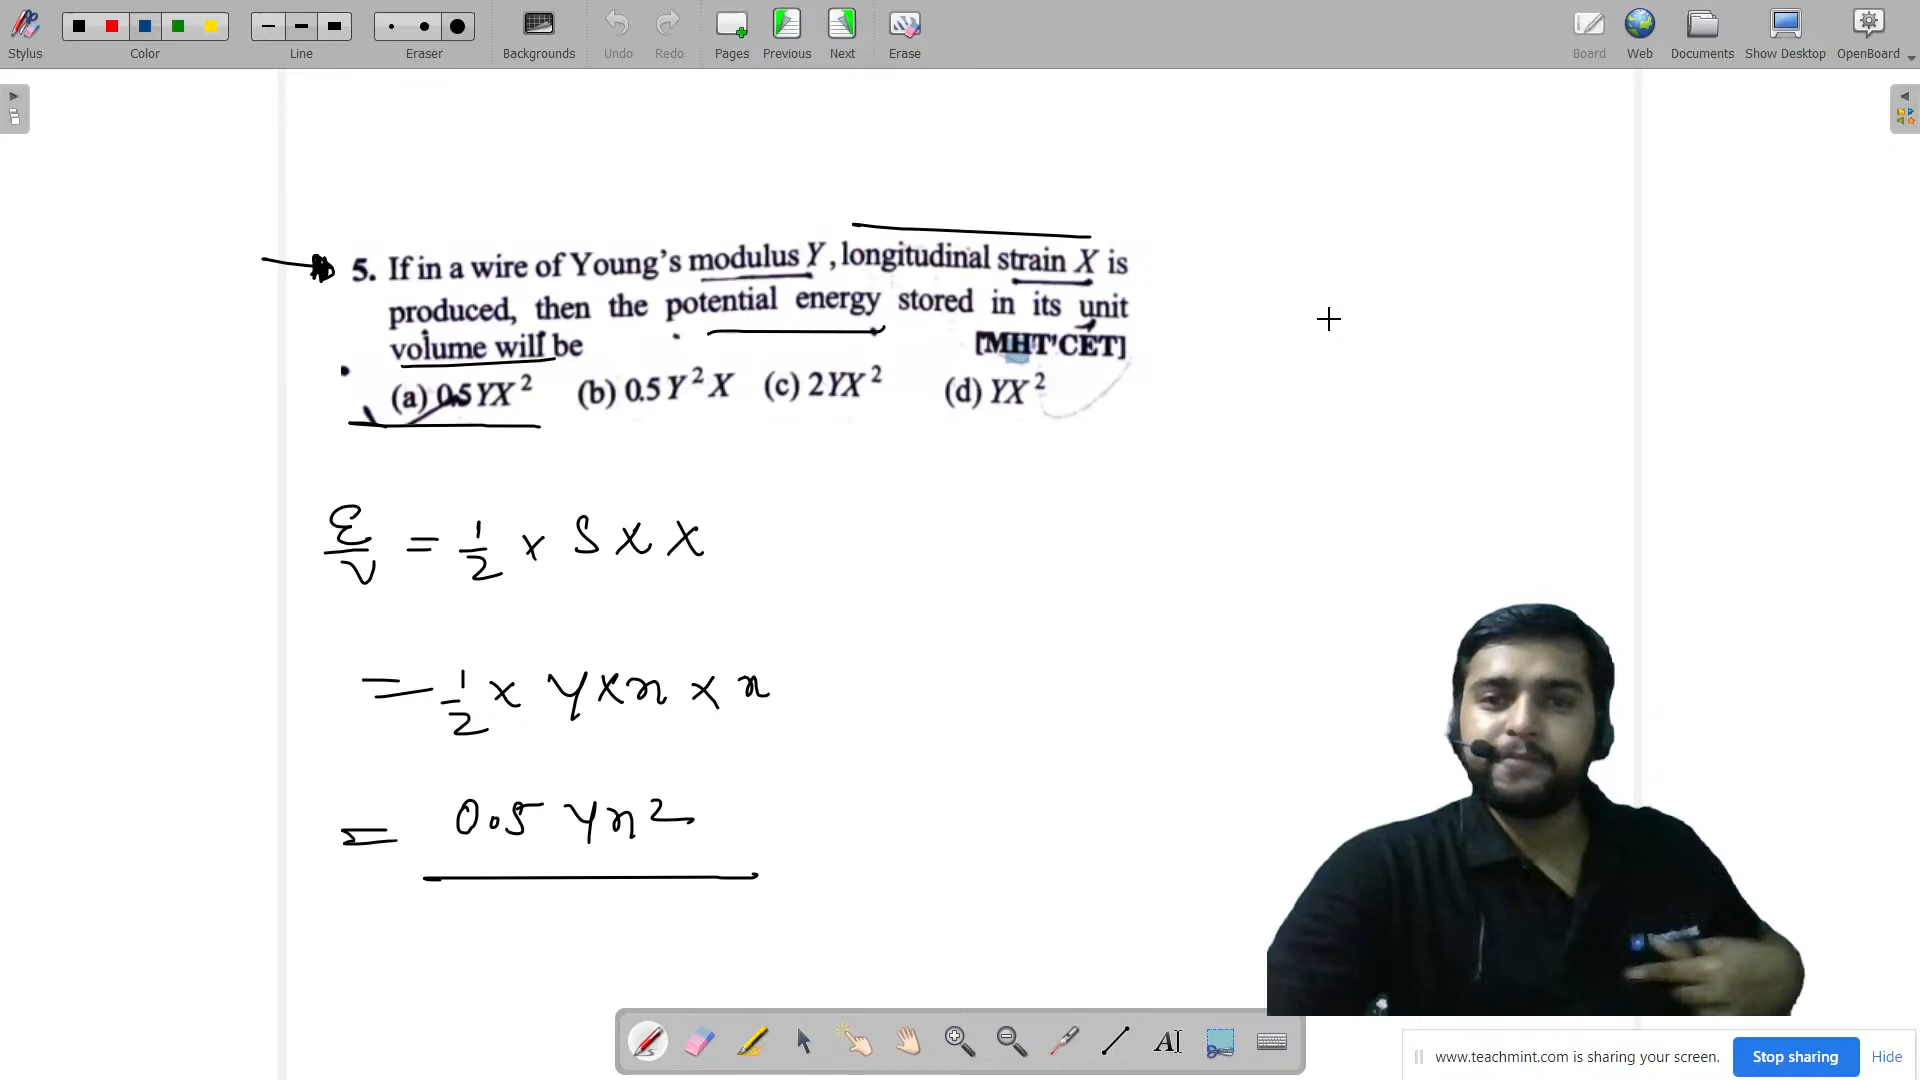 Stylus Color Line Eraser Backgrounds Undo Redo Pages Previous Next Erase Board Web Documents Show Desktop OpenBoard
5. If in a wire of Young's modulus Y, longitudinal strain X is
produced, then the potential energy stored in its unit
volume will be [MHT'CET]
(a) 0.5 YX² (b) 0.5 Y²X (c) 2YX² (d) YX²
E/V = 1/2 × S × X
= 1/2 × Y × x × x
= 0.5 Yx²
AI
www.teachmint.com is sharing your screen. Stop sharing Hide